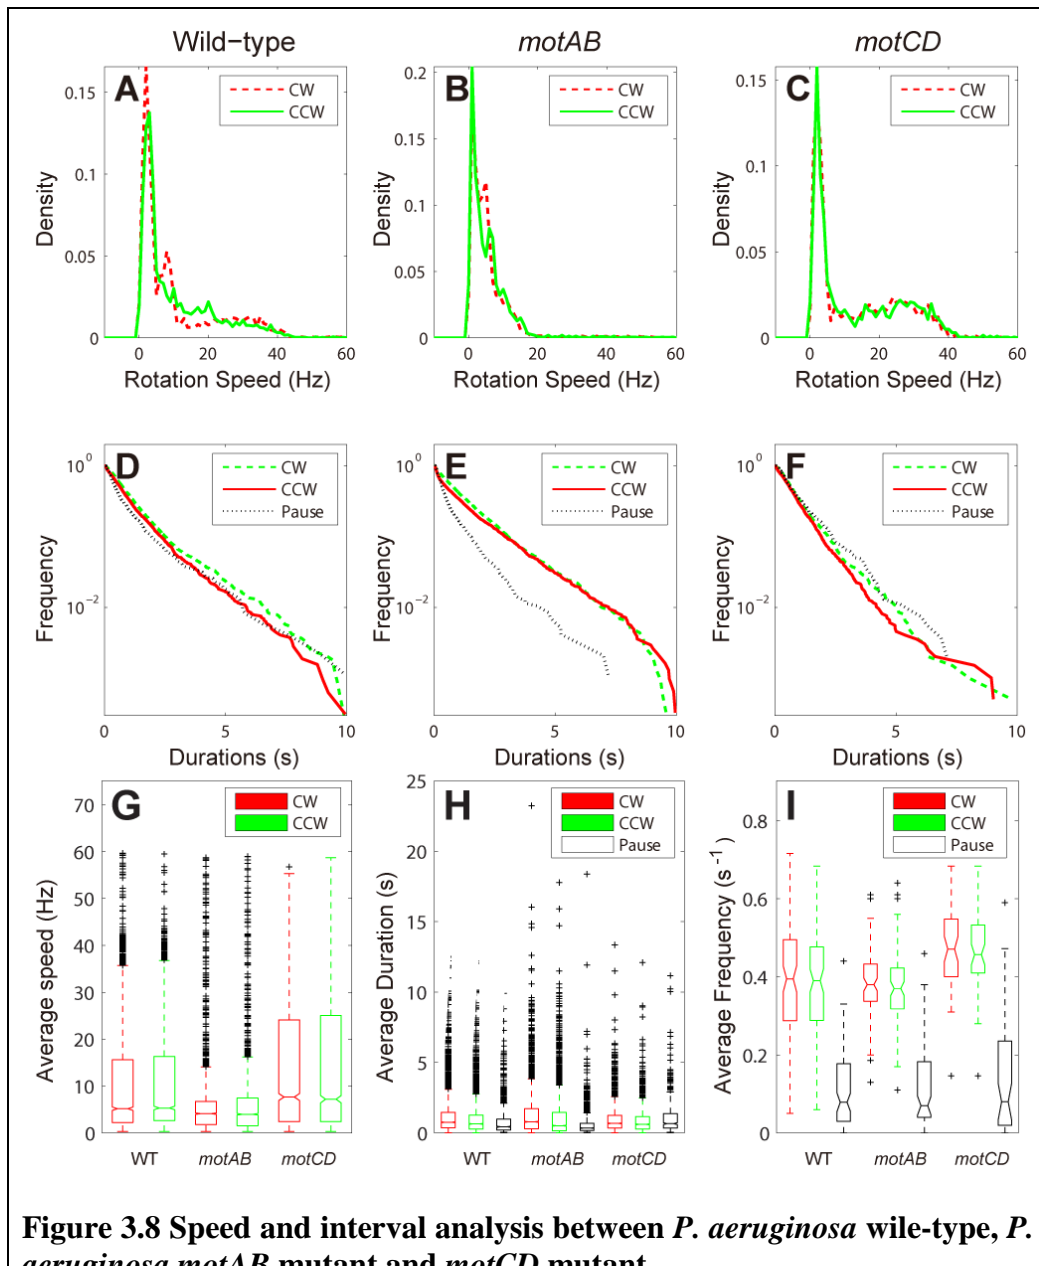 Wild-type motAB motCD
A CW CCW
B CW CCW
C CW CCW
0.15 0.1 0.05 0
0.2 0.15 0.1 0.05 0
0.15 0.1 0.05 0
Density Density Density
0 20 40 60
0 20 40 60
0 20 40 60
Rotation Speed (Hz) Rotation Speed (Hz) Rotation Speed (Hz)
D CW CCW Pause
E CW CCW Pause
F CW CCW Pause
10^0 10^-2
10^0 10^-2
10^0 10^-2
Frequency Frequency Frequency
0 5 10
0 5 10
0 5 10
Durations (s) Durations (s) Durations (s)
G CW CCW
H CW CCW Pause
I CW CCW Pause
70 60 50 40 30 20 10 0
25 20 15 10 5 0
0.8 0.6 0.4 0.2 0
Average speed (Hz) Average Duration (s) Average Frequency (s^-1)
WT motAB motCD
WT motAB motCD
WT motAB motCD
Figure 3.8 Speed and interval analysis between P. aeruginosa wile-type, P.
aeruginosa motAB mutant and motCD mutant